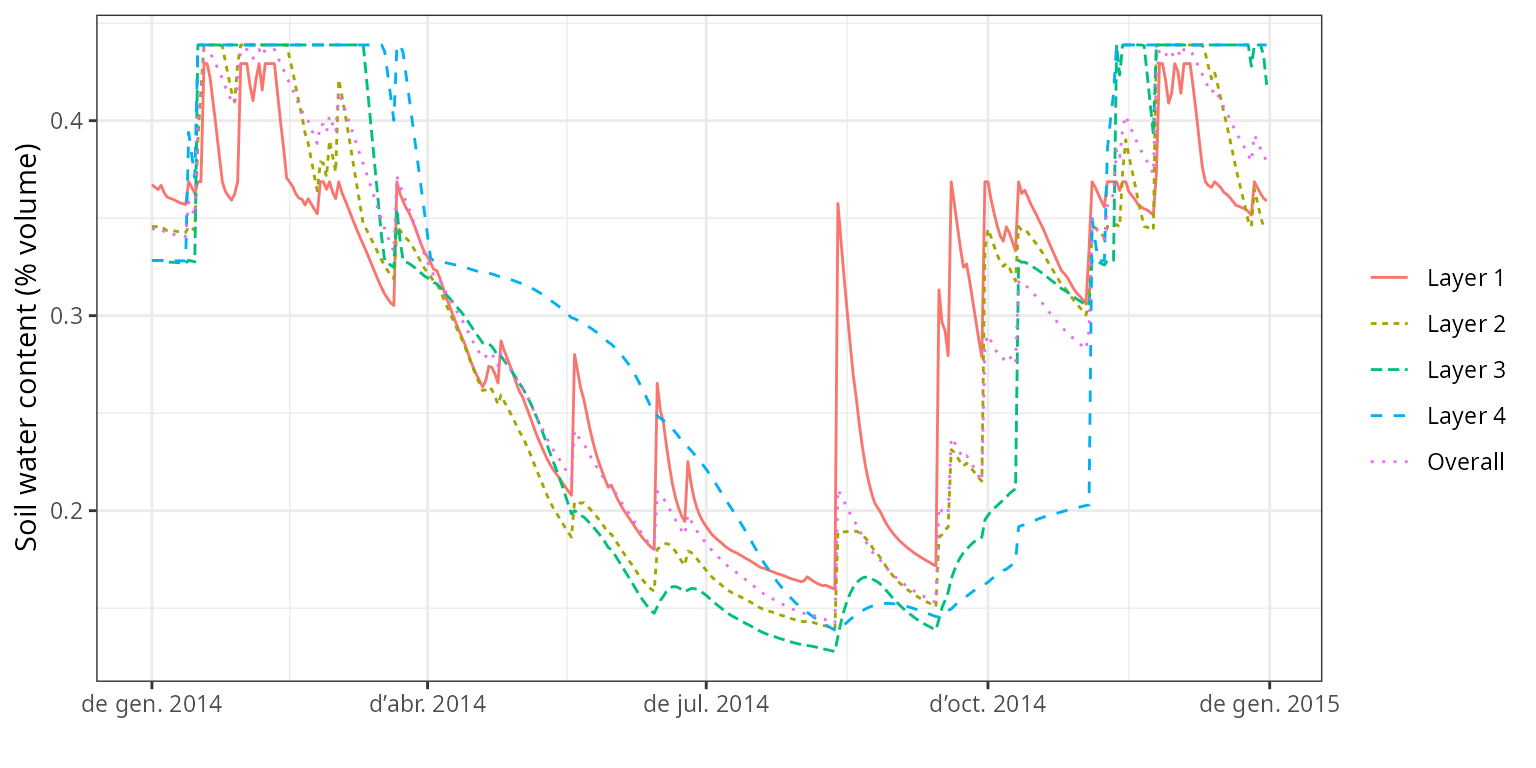 Soil water content (% volume)
0.4
0.3
0.2
de gen. 2014
d’abr. 2014
de jul. 2014
d’oct. 2014
de gen. 2015
Layer 1
Layer 2
Layer 3
Layer 4
Overall